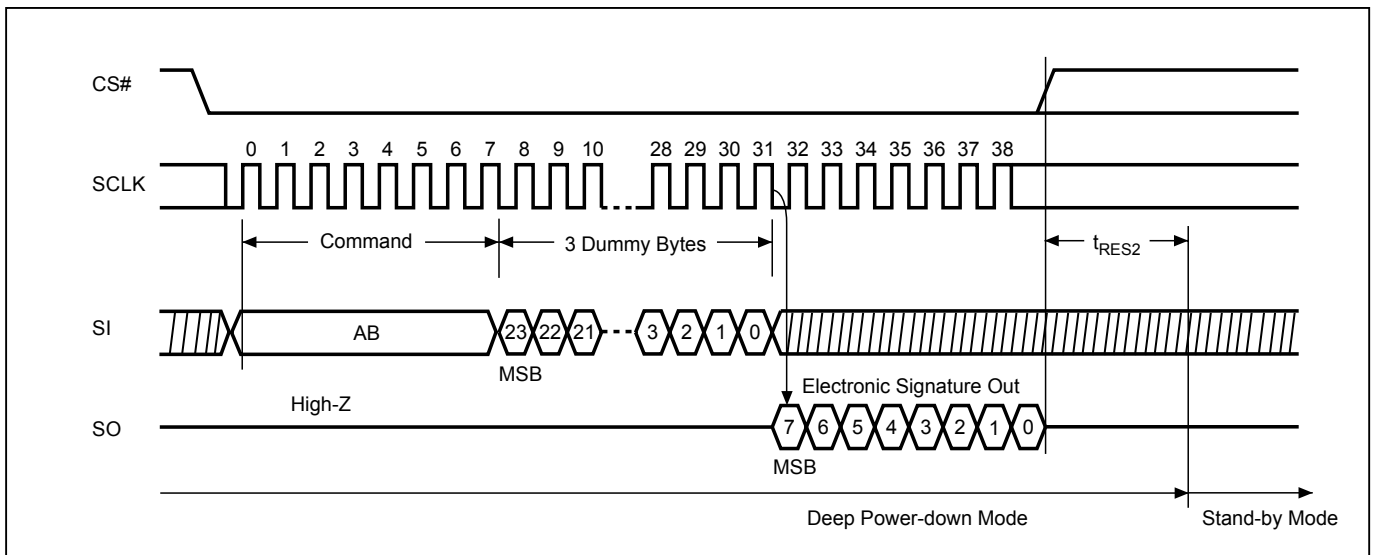 CS#
0 1 2 3 4 5 6 7 8 9 10 28 29 30 31 32 33 34 35 36 37 38
SCLK
Command 3 Dummy Bytes tRES2
SI AB 23 22 21 3 2 1 0
MSB
High-Z Electronic Signature Out
SO 7 6 5 4 3 2 1 0
MSB
Deep Power-down Mode Stand-by Mode